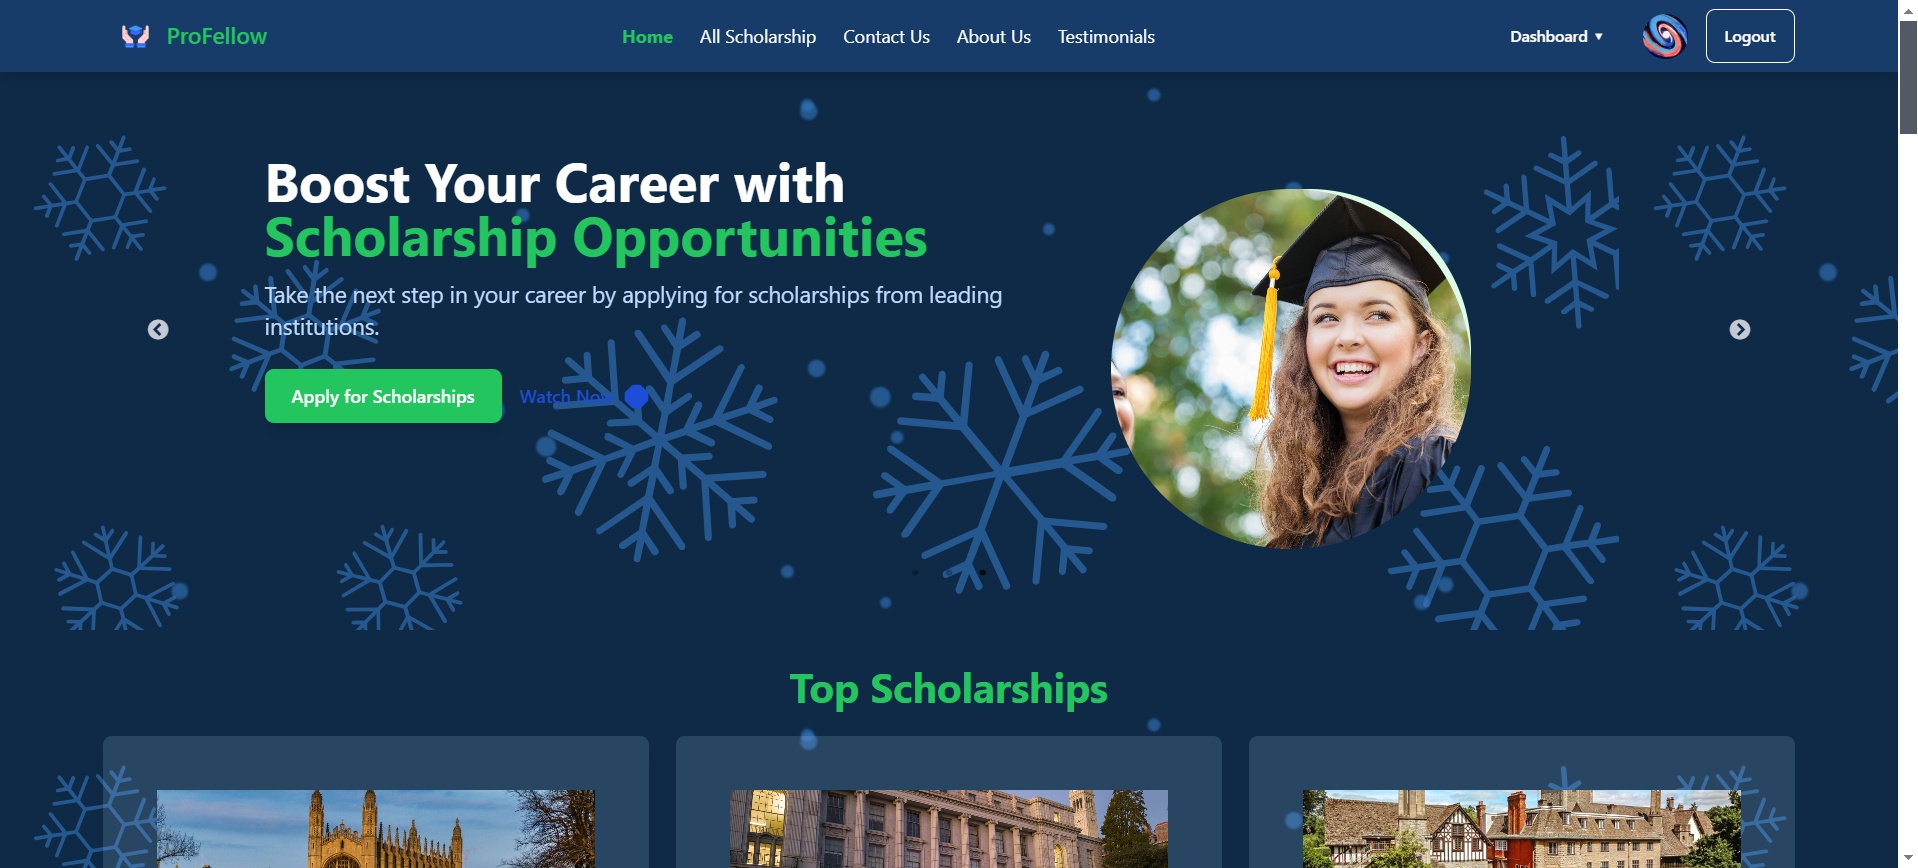 ProFellow
Home
All Scholarship
Contact Us
About Us
Testimonials
Dashboard ▼
Logout
Boost Your Career with
Scholarship Opportunities
Take the next step in your career by applying for scholarships from leading
institutions.
Apply for Scholarships
Watch Now
Top Scholarships